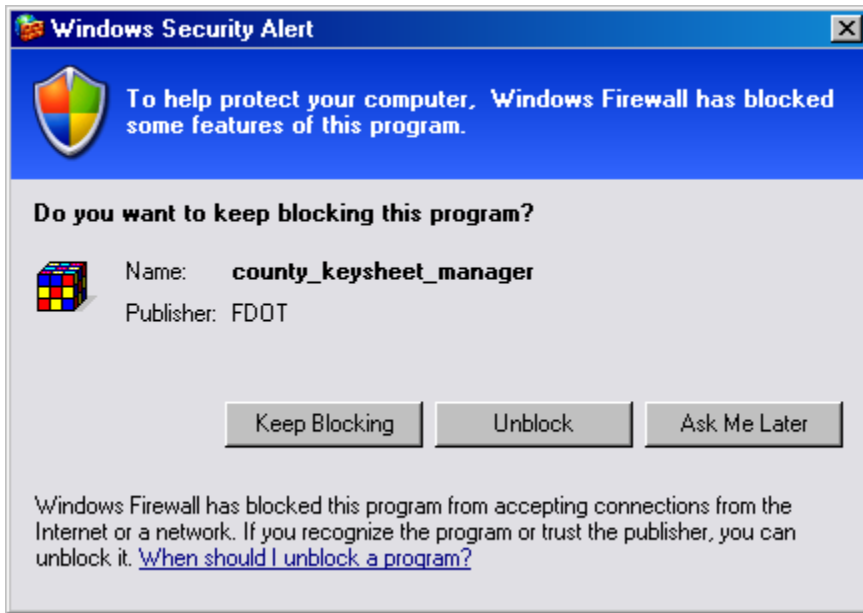 Windows Security Alert
To help protect your computer, Windows Firewall has blocked
some features of this program.
Do you want to keep blocking this program?
Name: county_keysheet_manager
Publisher: FDOT
Keep Blocking Unblock Ask Me Later
Windows Firewall has blocked this program from accepting connections from the
Internet or a network. If you recognize the program or trust the publisher, you can
unblock it. When should I unblock a program?